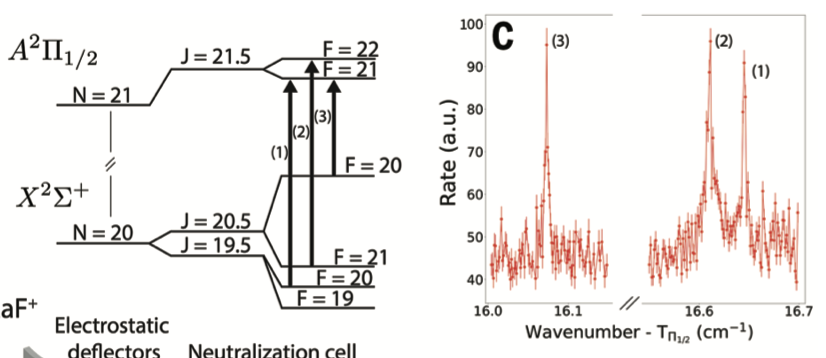 A²Π₁/₂
J = 21.5
F = 22
F = 21
N = 21
(1)
(2)
(3)
F = 20
X²Σ⁺
N = 20
J = 20.5
J = 19.5
F = 21
F = 20
F = 19
aF⁺
Electrostatic
deflectors
Neutralization cell
C
Rate (a.u.)
100
90
80
70
60
50
40
(3)
(2)
(1)
16.0
16.1
16.6
16.7
Wavenumber - T_Π₁/₂ (cm⁻¹)